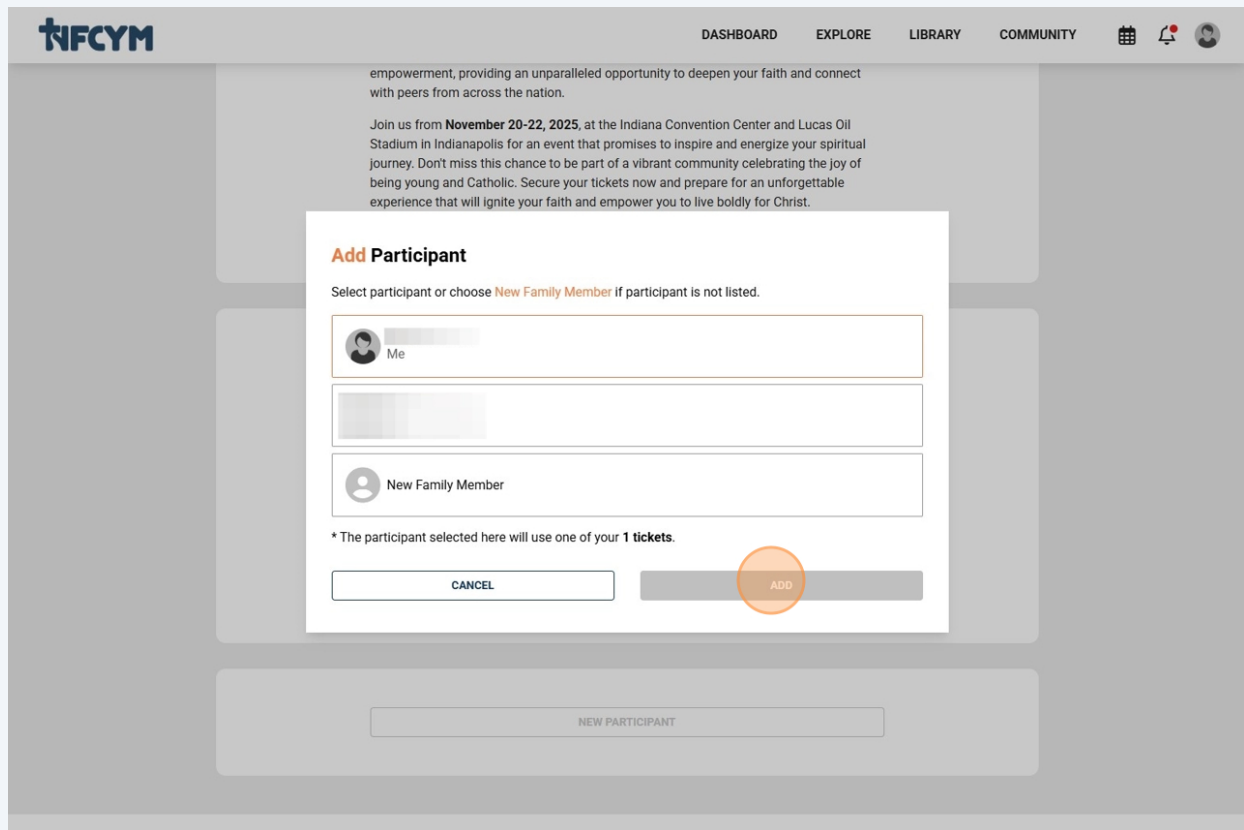 NFCYM
DASHBOARD EXPLORE LIBRARY COMMUNITY
empowerment, providing an unparalleled opportunity to deepen your faith and connect
with peers from across the nation.
Join us from November 20-22, 2025, at the Indiana Convention Center and Lucas Oil
Stadium in Indianapolis for an event that promises to inspire and energize your spiritual
journey. Don't miss this chance to be part of a vibrant community celebrating the joy of
being young and Catholic. Secure your tickets now and prepare for an unforgettable
experience that will ignite your faith and empower you to live boldly for Christ.
Add Participant
Select participant or choose New Family Member if participant is not listed.
Me
New Family Member
* The participant selected here will use one of your 1 tickets.
CANCEL
ADD
NEW PARTICIPANT